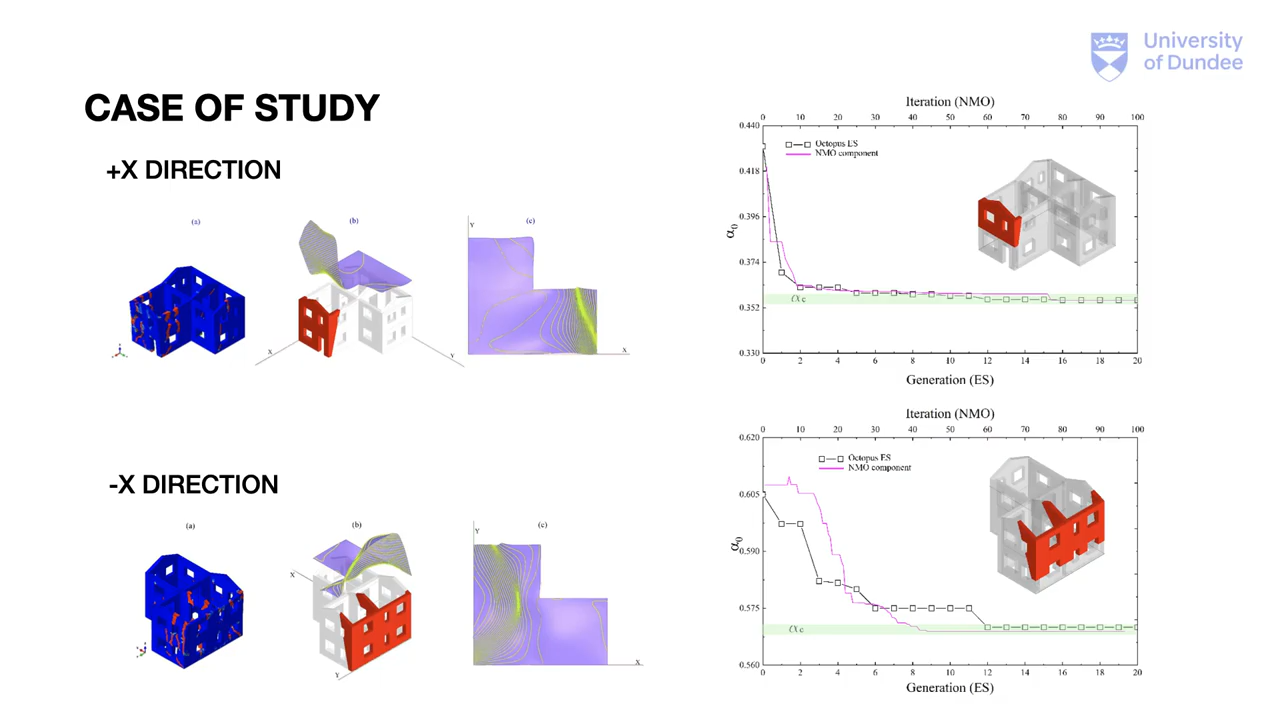 University
of Dundee
CASE OF STUDY
+X DIRECTION
(a)
(b)
(c)
Y
X
X
Y
Iteration (NMO)
0 10 20 30 40 50 60 70 80 90 100
0.440
0.418
0.396
0.374
0.352
0.330
α0
Octopus ES
NMO component
αc
0 2 4 6 8 10 12 14 16 18 20
Generation (ES)
-X DIRECTION
(a)
(b)
(c)
Y
X
X
Y
Iteration (NMO)
0 10 20 30 40 50 60 70 80 90 100
0.620
0.605
0.590
0.575
0.560
α0
Octopus ES
NMO component
αc
0 2 4 6 8 10 12 14 16 18 20
Generation (ES)